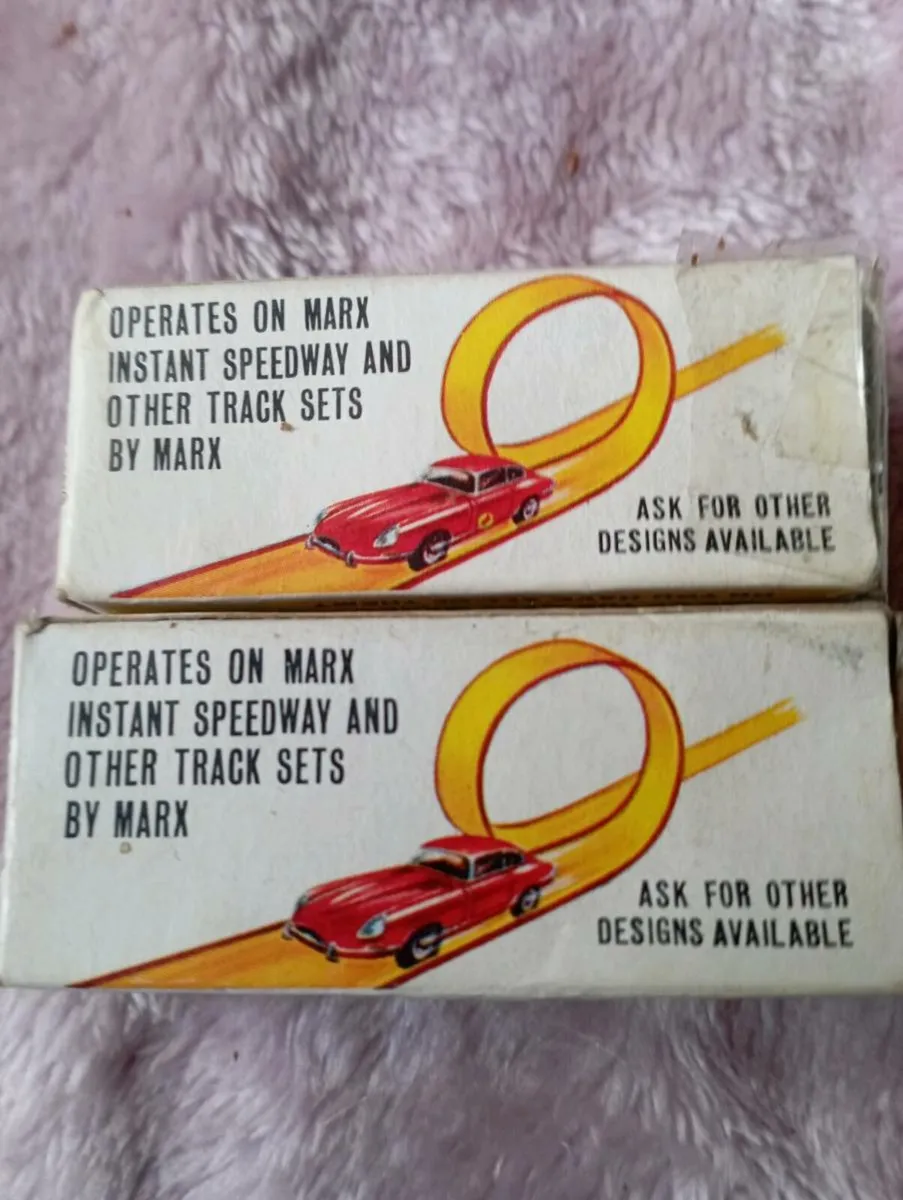 OPERATES ON MARX
INSTANT SPEEDWAY AND
OTHER TRACK SETS
BY MARX
ASK FOR OTHER
DESIGNS AVAILABLE
OPERATES ON MARX
INSTANT SPEEDWAY AND
OTHER TRACK SETS
BY MARX
ASK FOR OTHER
DESIGNS AVAILABLE